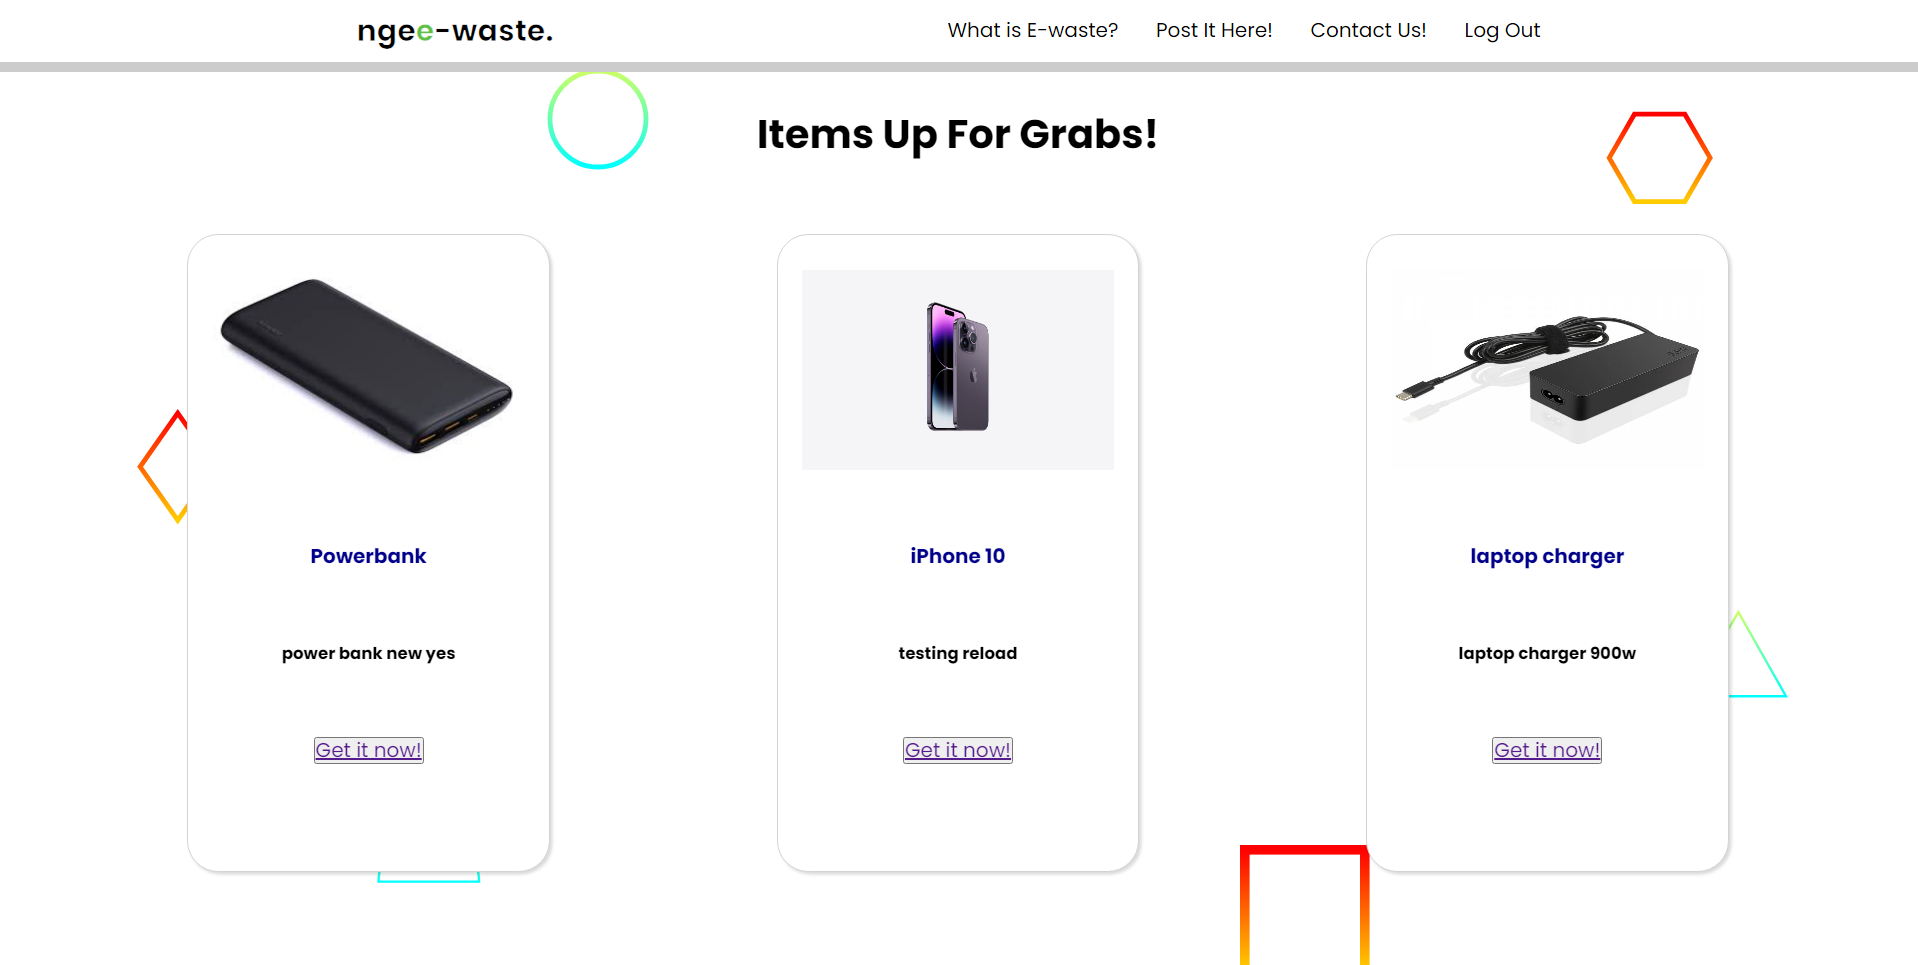 ngee-waste.
What is E-waste? Post It Here! Contact Us! Log Out
Items Up For Grabs!
Powerbank
iPhone 10
laptop charger
power bank new yes
testing reload
laptop charger 900w
Get it now!
Get it now!
Get it now!